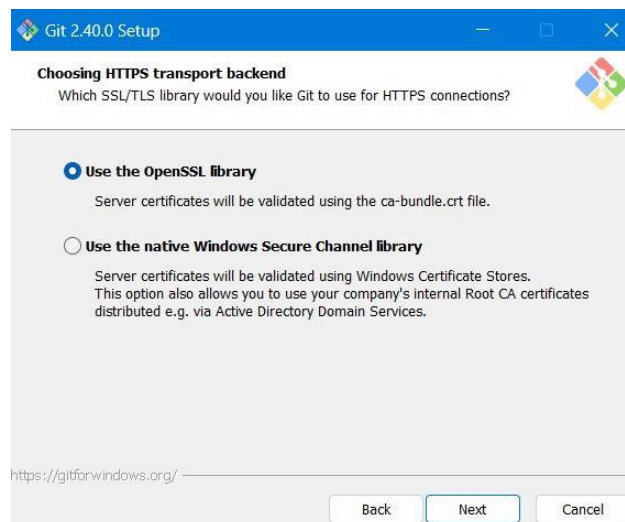 Git 2.40.0 Setup
Choosing HTTPS transport backend
Which SSL/TLS library would you like Git to use for HTTPS connections?
Use the OpenSSL library
Server certificates will be validated using the ca-bundle.crt file.
Use the native Windows Secure Channel library
Server certificates will be validated using Windows Certificate Stores.
This option also allows you to use your company's internal Root CA certificates
distributed e.g. via Active Directory Domain Services.
https://gitforwindows.org/
Back Next Cancel